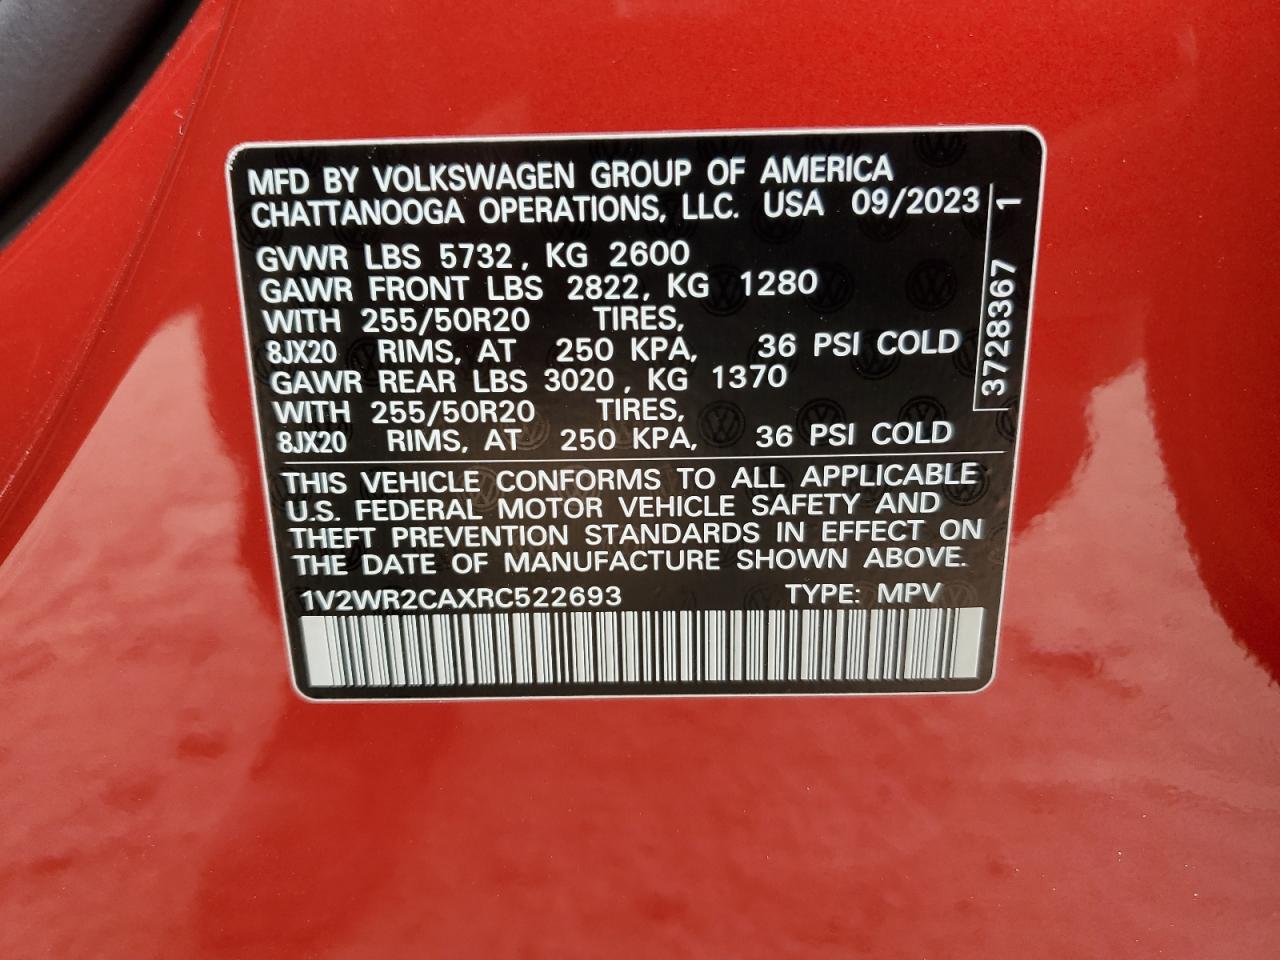 MFD BY VOLKSWAGEN GROUP OF AMERICA
CHATTANOOGA OPERATIONS, LLC. USA 09/2023
GVWR LBS 5732, KG 2600
GAWR FRONT LBS 2822, KG 1280
WITH 255/50R20 TIRES,
8JX20 RIMS, AT 250 KPA, 36 PSI COLD
GAWR REAR LBS 3020, KG 1370
WITH 255/50R20 TIRES,
8JX20 RIMS, AT 250 KPA, 36 PSI COLD
THIS VEHICLE CONFORMS TO ALL APPLICABLE
U.S. FEDERAL MOTOR VEHICLE SAFETY AND
THEFT PREVENTION STANDARDS IN EFFECT ON
THE DATE OF MANUFACTURE SHOWN ABOVE.
1V2WR2CAXRC522693 TYPE: MPV
3728367 1